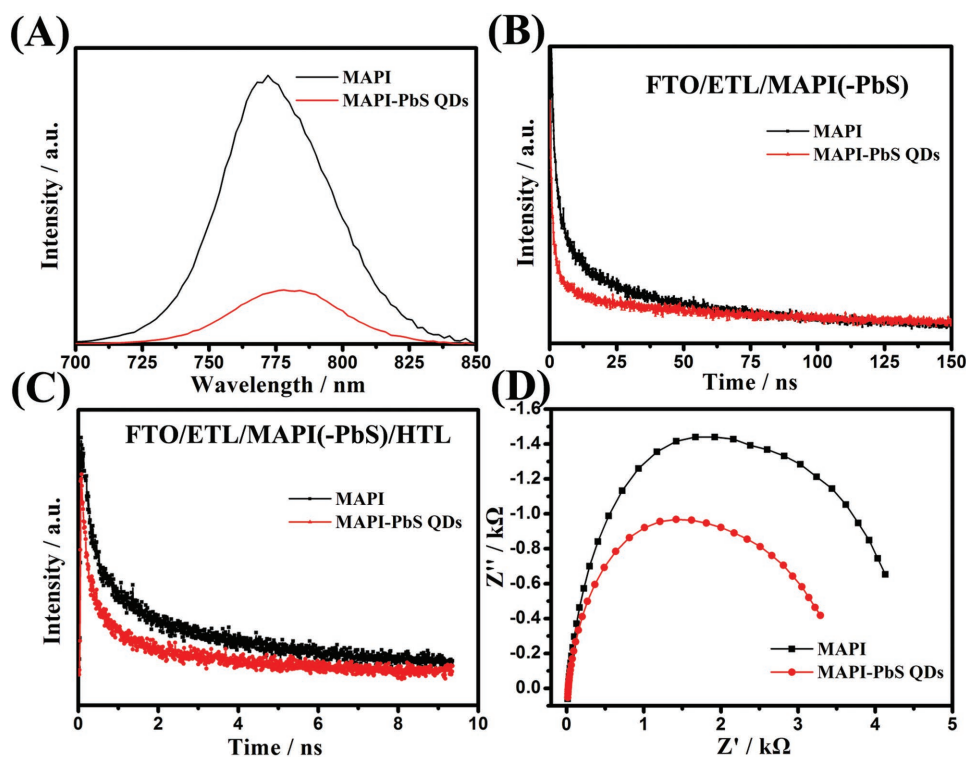 (A)
MAPI
MAPI-PbS QDs
Intensity / a.u.
700 725 750 775 800 825 850
Wavelength / nm
(B)
FTO/ETL/MAPI(-PbS)
MAPI
MAPI-PbS QDs
Intensity / a.u.
0 25 50 75 100 125 150
Time / ns
(C)
FTO/ETL/MAPI(-PbS)/HTL
MAPI
MAPI-PbS QDs
Intensity / a.u.
0 2 4 6 8 10
Time / ns
(D)
-1.6
-1.4
-1.2
-1.0
-0.8
-0.6
-0.4
-0.2
0.0
Z'' / kΩ
MAPI
MAPI-PbS QDs
0 1 2 3 4 5
Z' / kΩ